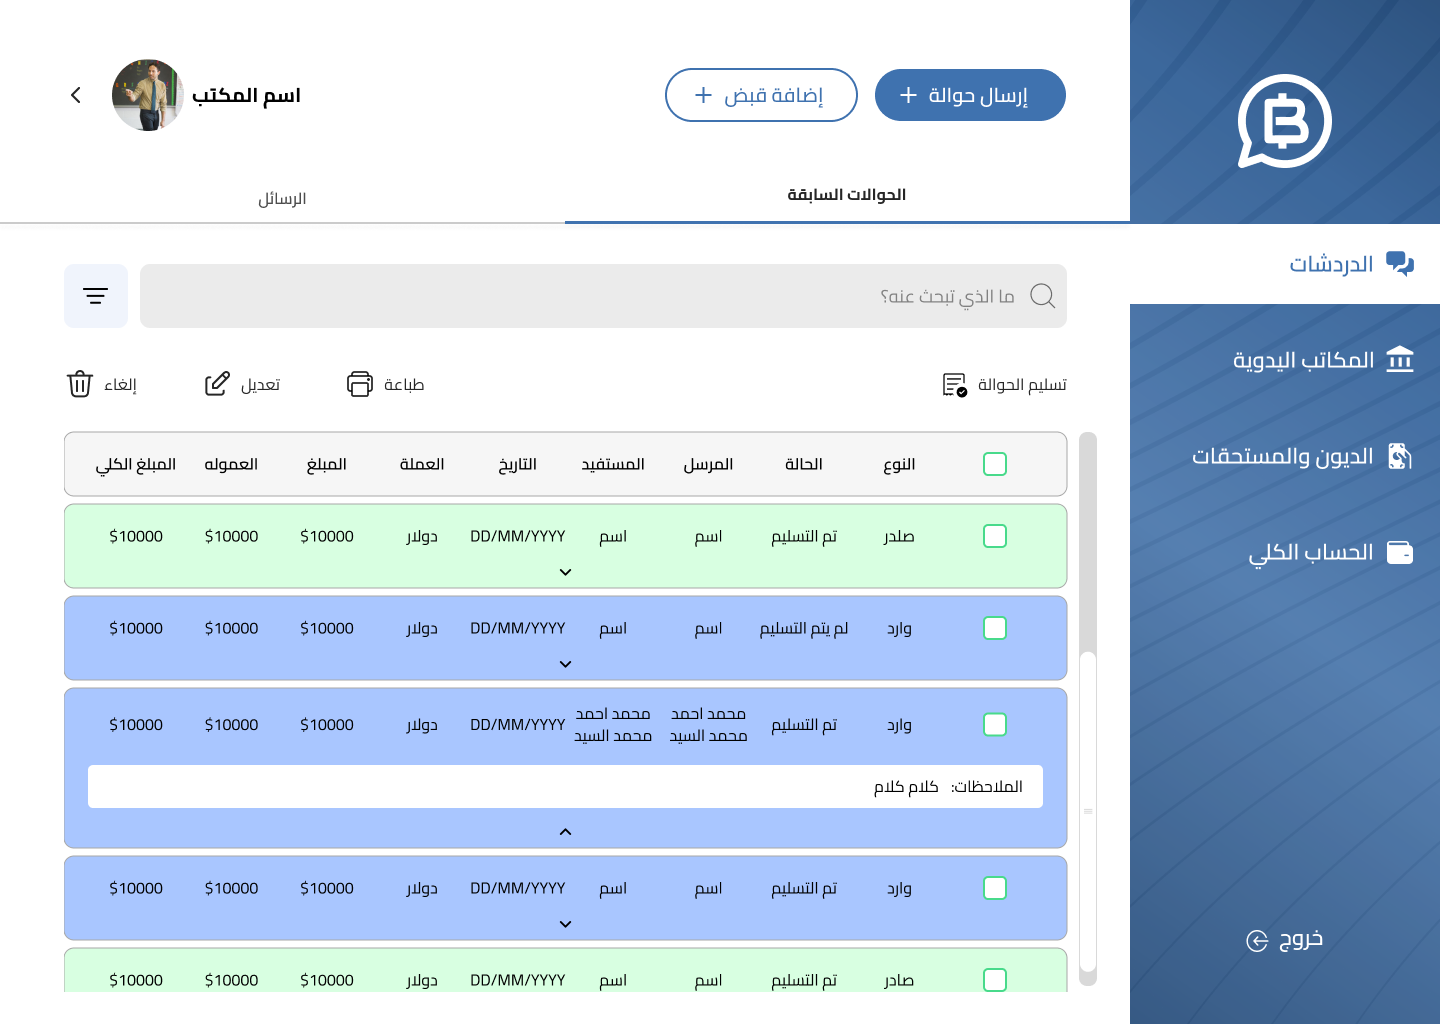 إرسال حوالة
إضافة قبض
اسم المكتب
الحوالات السابقة
الرسائل
الدردشات
المكاتب اليدوية
الديون والمستحقات
الحساب الكلي
خروج
ما الذي تبحث عنه؟
تسليم الحوالة
طباعة
تعديل
إلغاء
النوع الحالة المرسل المستفيد التاريخ العملة المبلغ العموله المبلغ الكلي
صلدر تم التسليم اسم اسم DD/MM/YYYY دولار $10000 $10000 $10000
وارد لم يتم التسليم اسم اسم DD/MM/YYYY دولار $10000 $10000 $10000
وارد تم التسليم محمد احمد محمد السيد محمد احمد محمد السيد DD/MM/YYYY دولار $10000 $10000 $10000
الملاحظات: كلام كلام
وارد تم التسليم اسم اسم DD/MM/YYYY دولار $10000 $10000 $10000
صادر تم التسليم اسم اسم DD/MM/YYYY دولار $10000 $10000 $10000